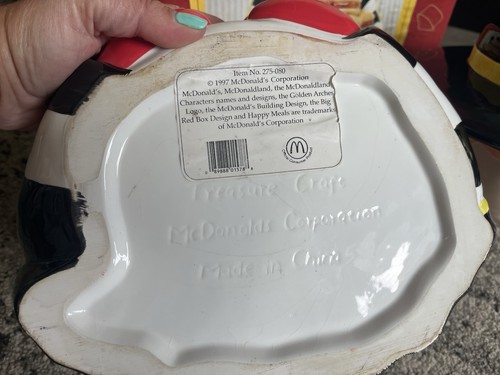 Item No. 275-080
© 1997 McDonald's Corporation
McDonald's, McDonaldland, the McDonaldland
Characters names and designs, the Golden Arches
Logo, the McDonald's Building Design, the Big
Red Box Design and Happy Meals are trademarks
of McDonald's Corporation
Treasure Craft
McDonald's Corporation
Made in China